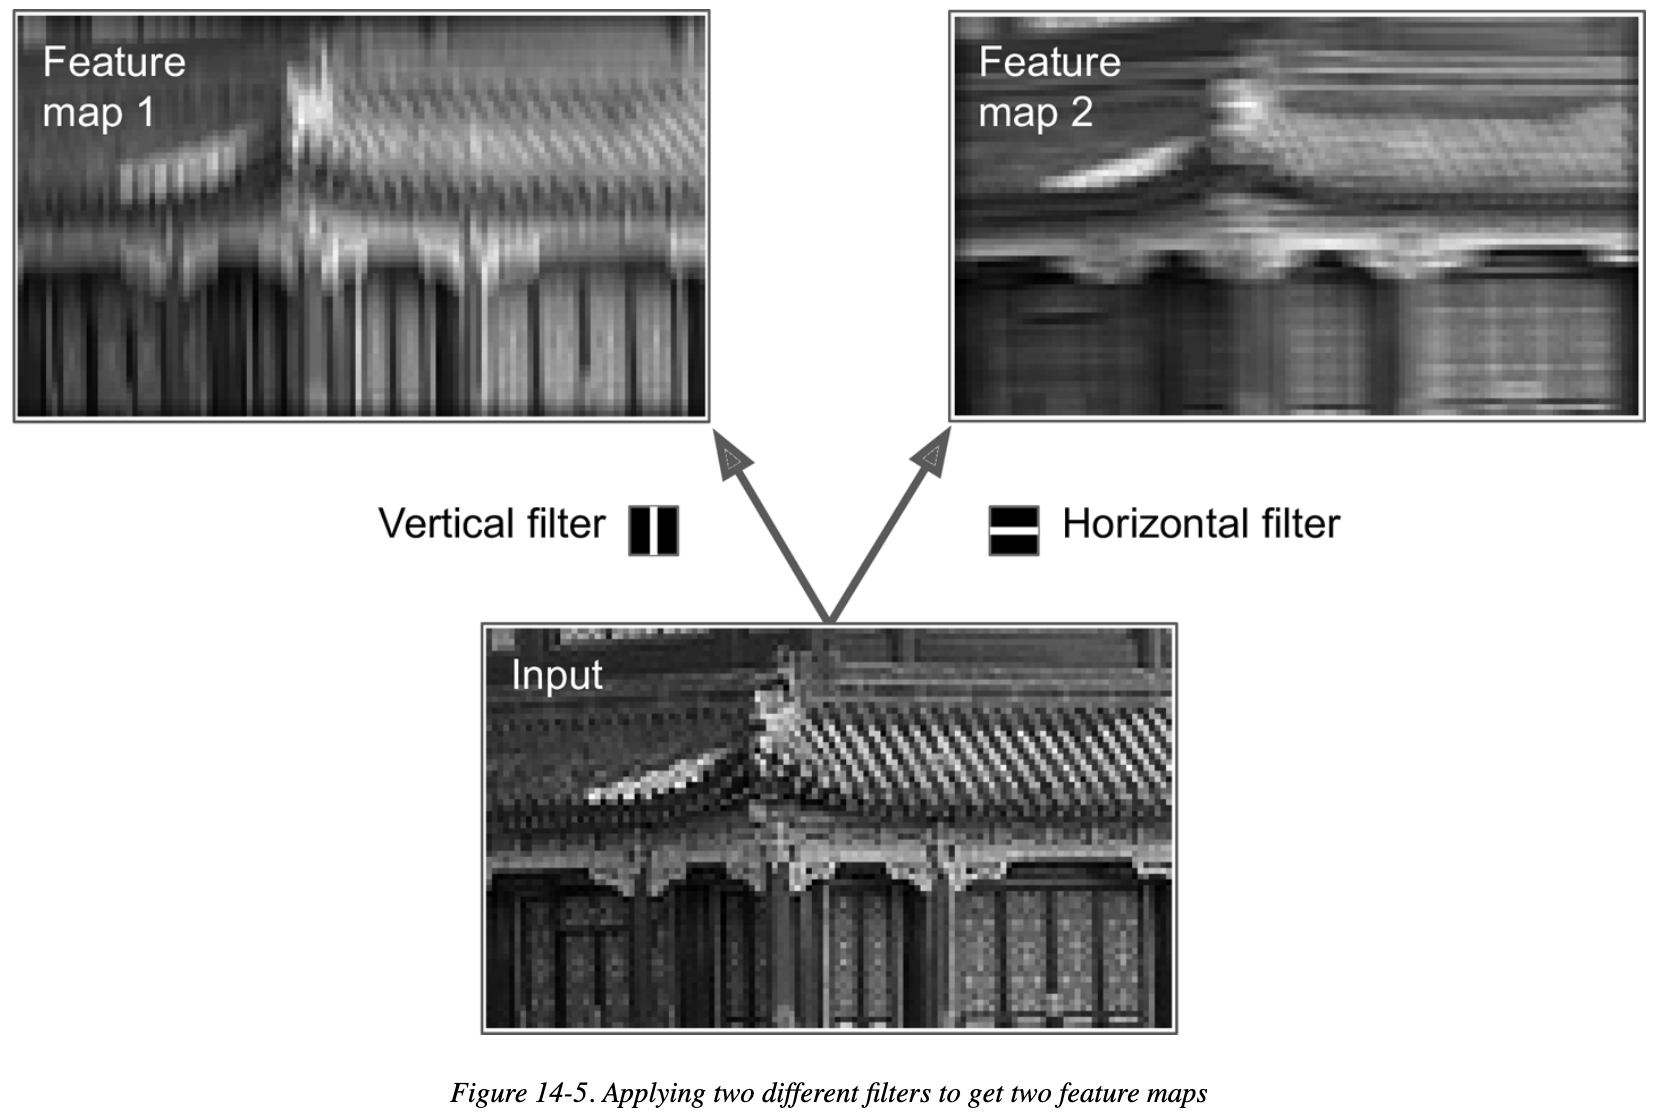 Feature
map 1
Feature
map 2
Vertical filter
Horizontal filter
Input
Figure 14-5. Applying two different filters to get two feature maps